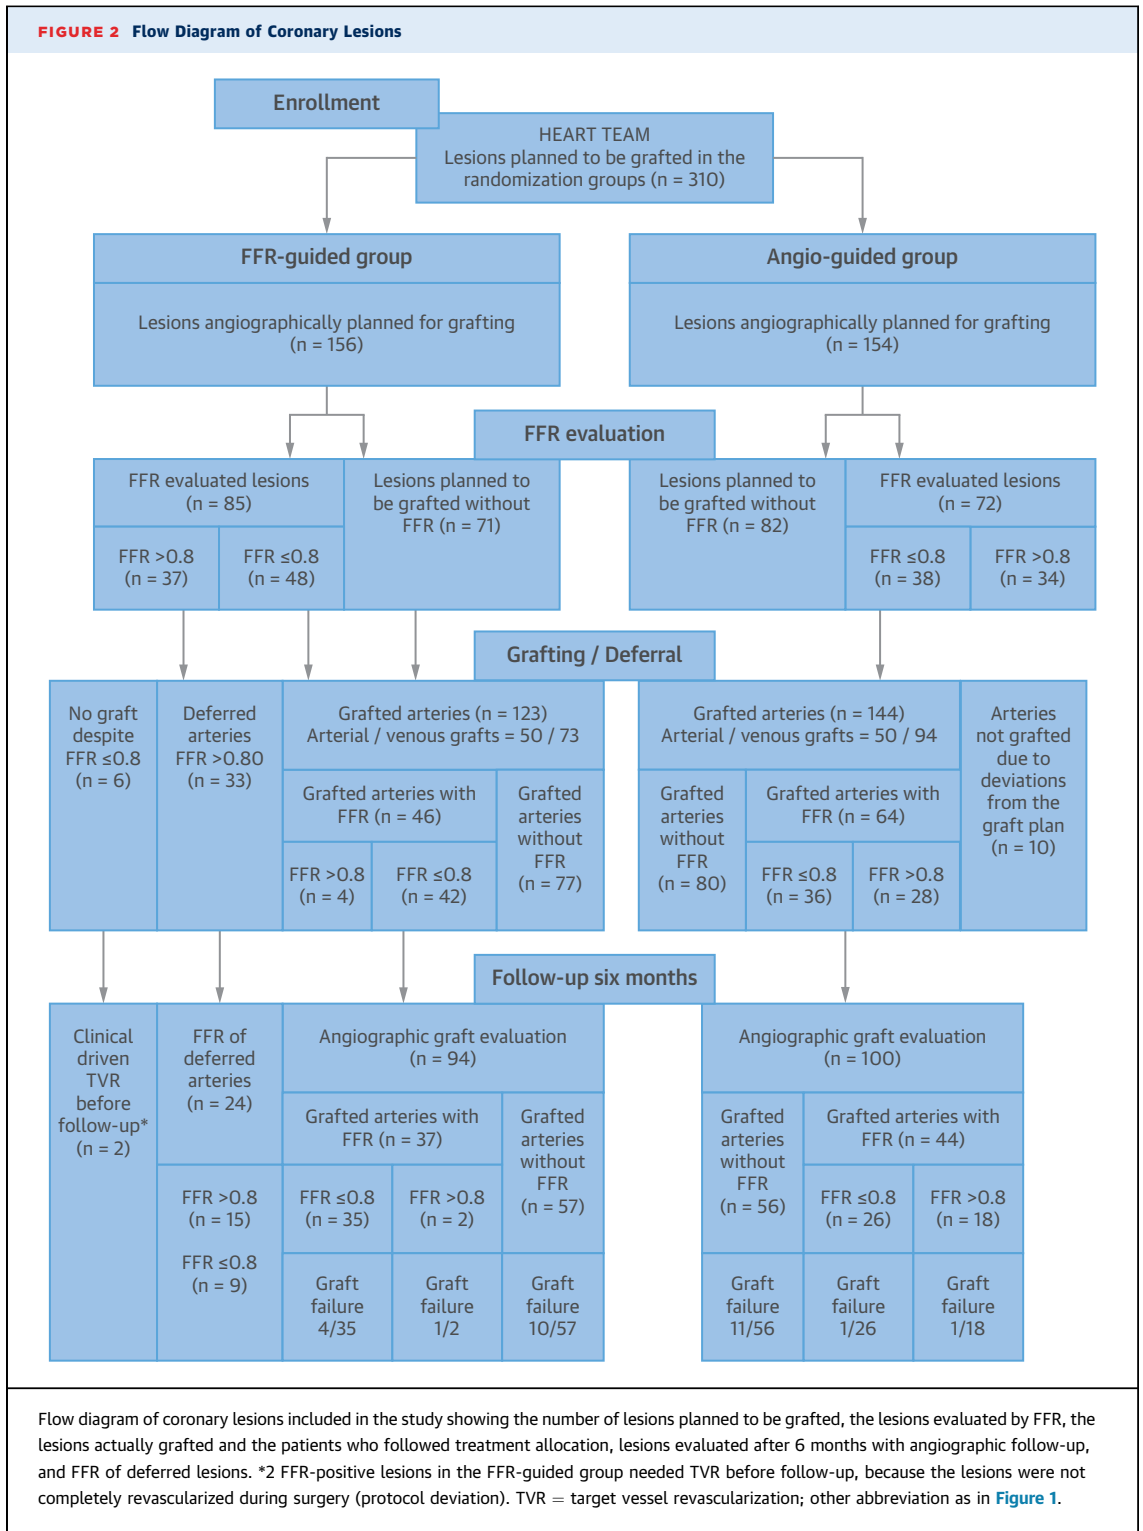 FIGURE 2 Flow Diagram of Coronary Lesions
Enrollment
HEART TEAM
Lesions planned to be grafted in the
randomization groups (n = 310)
FFR-guided group
Lesions angiographically planned for grafting
(n = 156)
Angio-guided group
Lesions angiographically planned for grafting
(n = 154)
FFR evaluation
FFR evaluated lesions
(n = 85)
FFR >0.8
(n = 37)
FFR ≤0.8
(n = 48)
Lesions planned to
be grafted without
FFR (n = 71)
Lesions planned to
be grafted without
FFR (n = 82)
FFR evaluated lesions
(n = 72)
FFR ≤0.8
(n = 38)
FFR >0.8
(n = 34)
Grafting / Deferral
No graft
despite
FFR ≤0.8
(n = 6)
Deferred
arteries
FFR >0.80
(n = 33)
Grafted arteries (n = 123)
Arterial / venous grafts = 50 / 73
Grafted arteries with
FFR (n = 46)
FFR >0.8
(n = 4)
FFR ≤0.8
(n = 42)
Grafted
arteries
without
FFR
(n = 77)
Grafted arteries (n = 144)
Arterial / venous grafts = 50 / 94
Grafted
arteries
without
FFR
(n = 80)
Grafted arteries with
FFR (n = 64)
FFR ≤0.8
(n = 36)
FFR >0.8
(n = 28)
Arteries
not grafted
due to
deviations
from the
graft plan
(n = 10)
Follow-up six months
Clinical
driven
TVR
before
follow-up*
(n = 2)
FFR of
deferred
arteries
(n = 24)
FFR >0.8
(n = 15)
FFR ≤0.8
(n = 9)
Angiographic graft evaluation
(n = 94)
Grafted arteries with
FFR (n = 37)
FFR ≤0.8
(n = 35)
FFR >0.8
(n = 2)
Grafted
arteries
without
FFR
(n = 57)
Graft
failure
4/35
Graft
failure
1/2
Graft
failure
10/57
Angiographic graft evaluation
(n = 100)
Grafted
arteries
without
FFR
(n = 56)
Grafted arteries with
FFR (n = 44)
FFR ≤0.8
(n = 26)
FFR >0.8
(n = 18)
Graft
failure
11/56
Graft
failure
1/26
Graft
failure
1/18
Flow diagram of coronary lesions included in the study showing the number of lesions planned to be grafted, the lesions evaluated by FFR, the
lesions actually grafted and the patients who followed treatment allocation, lesions evaluated after 6 months with angiographic follow-up,
and FFR of deferred lesions. *2 FFR-positive lesions in the FFR-guided group needed TVR before follow-up, because the lesions were not
completely revascularized during surgery (protocol deviation). TVR = target vessel revascularization; other abbreviation as in Figure 1.